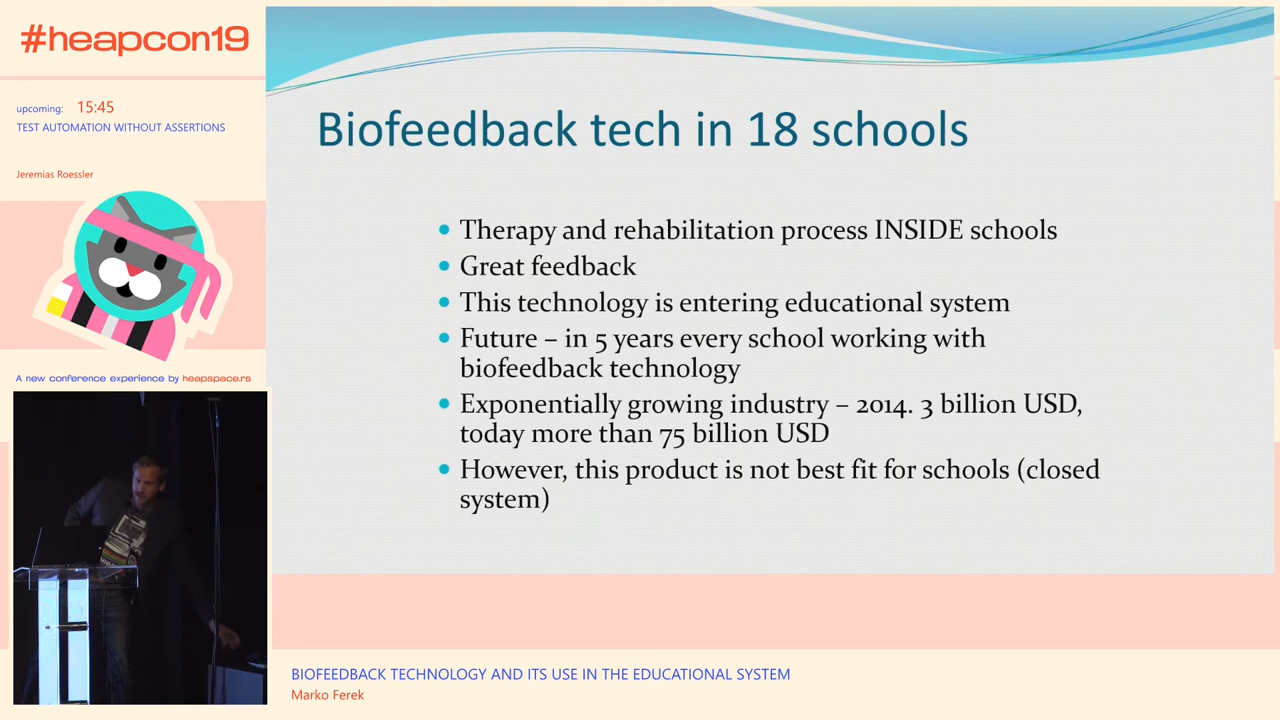 #heapcon19
upcoming: 15:45
TEST AUTOMATION WITHOUT ASSERTIONS
Jeremias Roessler
A new conference experience by heapspace.rs
Biofeedback tech in 18 schools
• Therapy and rehabilitation process INSIDE schools
• Great feedback
• This technology is entering educational system
• Future – in 5 years every school working with
biofeedback technology
• Exponentially growing industry – 2014. 3 billion USD,
today more than 75 billion USD
• However, this product is not best fit for schools (closed
system)
BIOFEEDBACK TECHNOLOGY AND ITS USE IN THE EDUCATIONAL SYSTEM
Marko Ferek